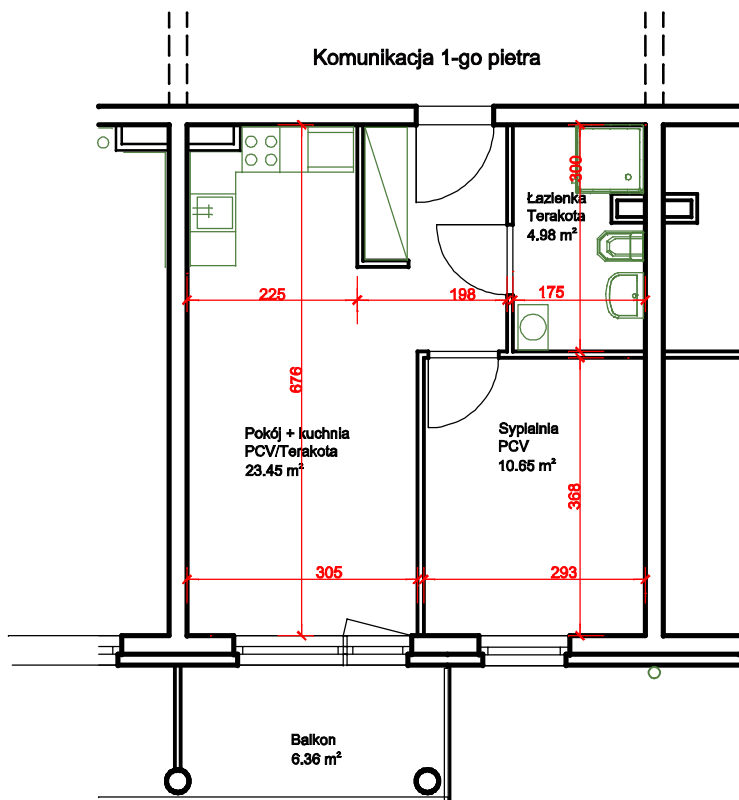 Komunikacja 1-go pietra
300
Łazienka
Terakota
4.98 m²
225
198
175
676
Pokój + kuchnia
PCV/Terakota
23.45 m²
Sypialnia
PCV
10.65 m²
368
305
293
Balkon
6.36 m²